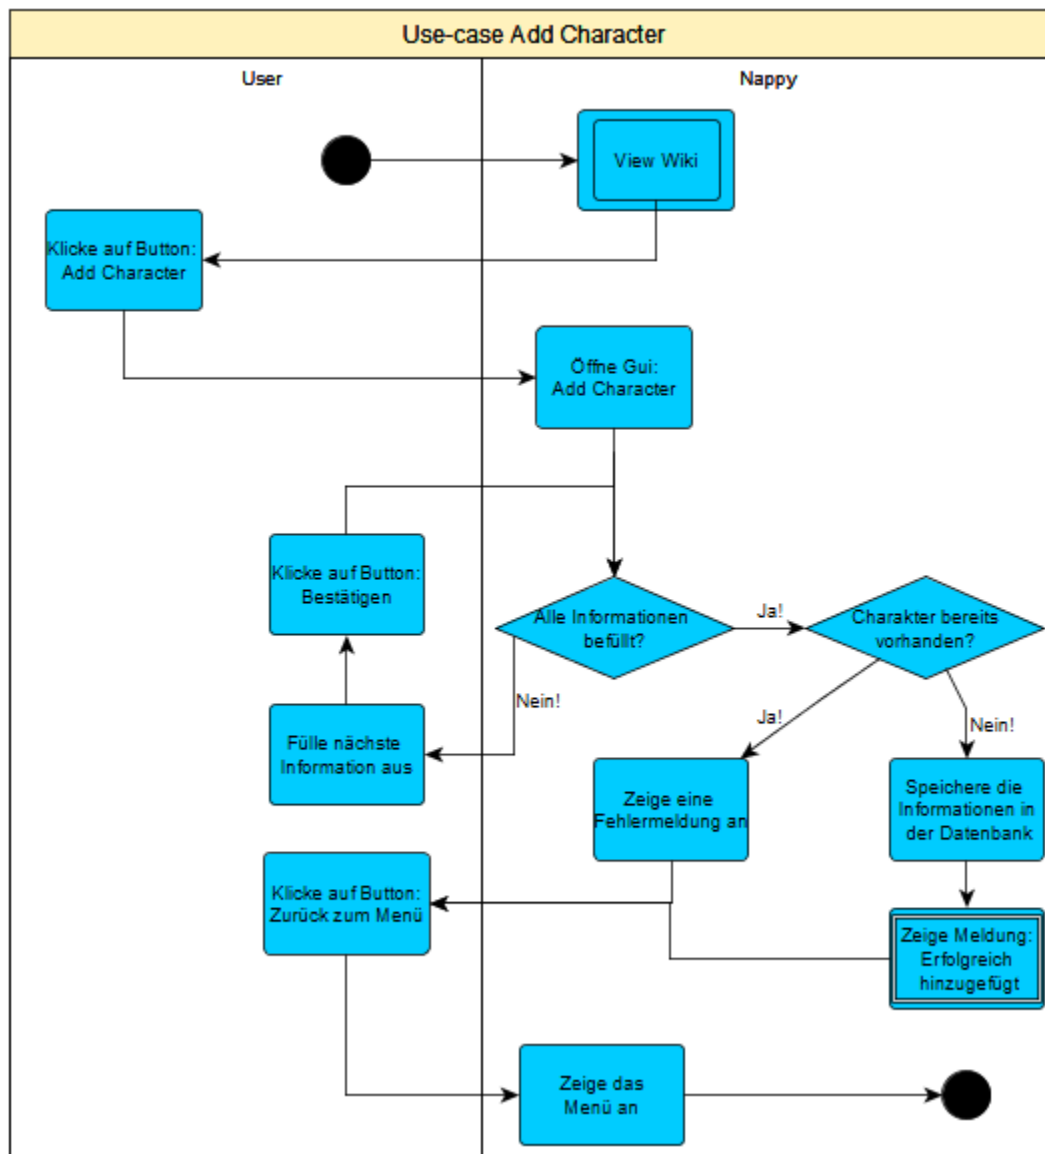 Use-case Add Character
User
Nappy
View Wiki
Klicke auf Button:
Add Character
Öffne Gui:
Add Character
Klicke auf Button:
Bestätigen
Alle Informationen
befüllt?
Ja!
Charakter bereits
vorhanden?
Nein!
Ja!
Nein!
Fülle nächste
Information aus
Zeige eine
Fehlermeldung an
Speichere die
Informationen in
der Datenbank
Klicke auf Button:
Zurück zum Menü
Zeige Meldung:
Erfolgreich
hinzugefügt
Zeige das
Menü an